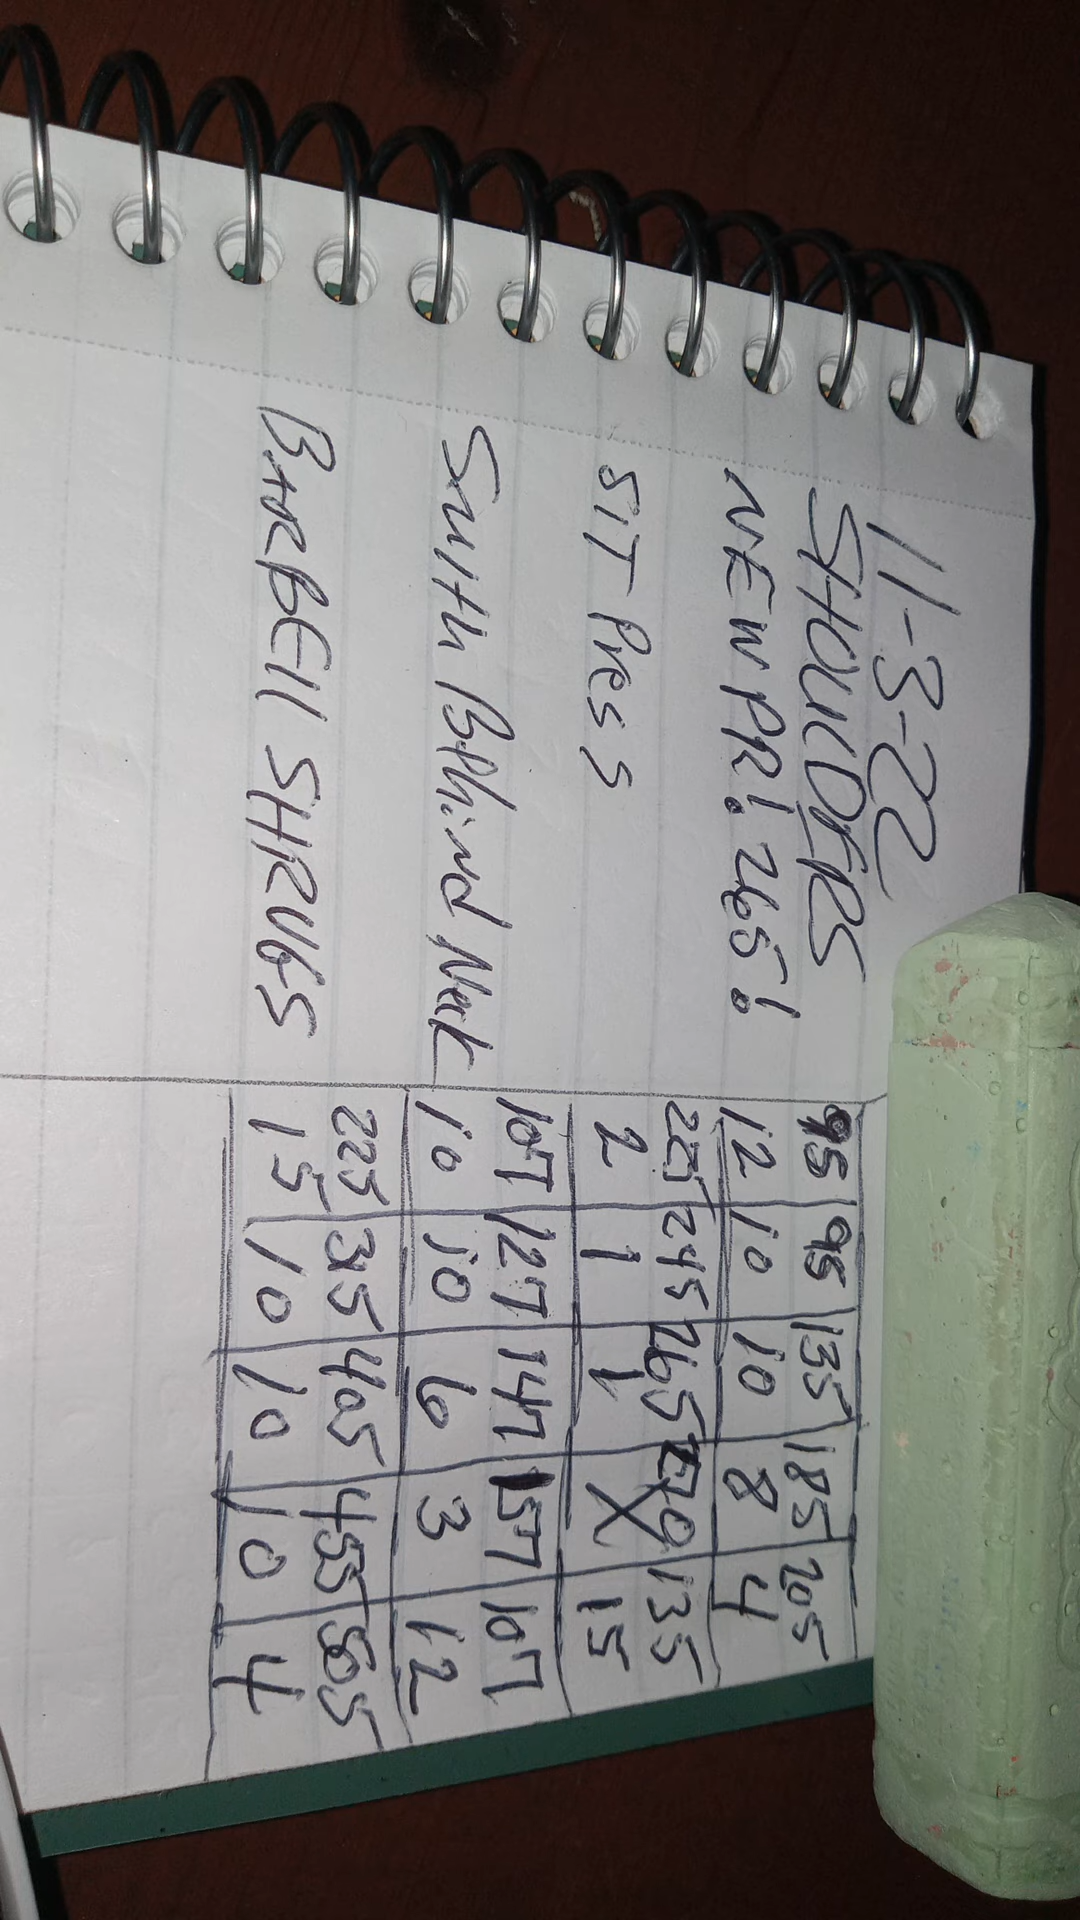 11-3-22
SHOULDERS
95 95 135 185 205
NEW PR! 265!
12 10 10 8 4
225 245 265 135
SIT Press
2 1 1 X 15
107 127 147 157 107
Smith Bhind Neck
10 10 6 3 12
225 315 405 455 505
BARBEll SHRUGS
15 10 10 10 4